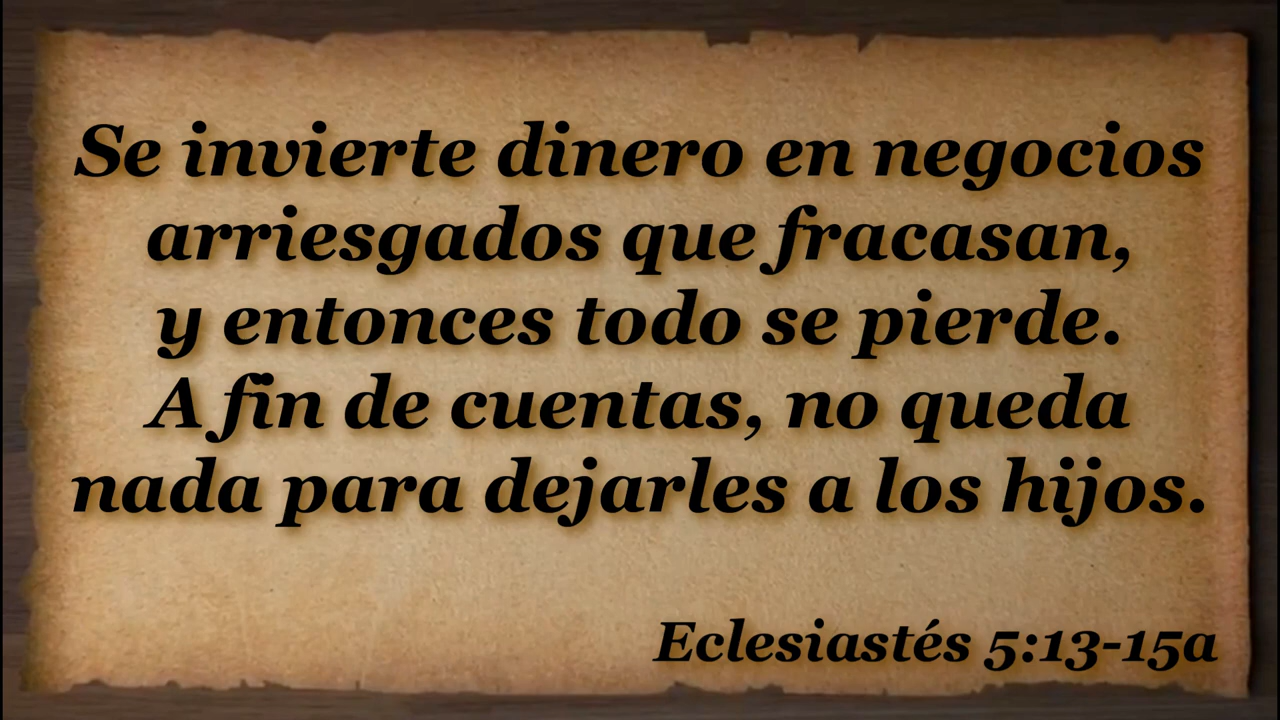 Se invierte dinero en negocios
arriesgados que fracasan,
y entonces todo se pierde.
A fin de cuentas, no queda
nada para dejarles a los hijos.
Eclesiastés 5:13-15a